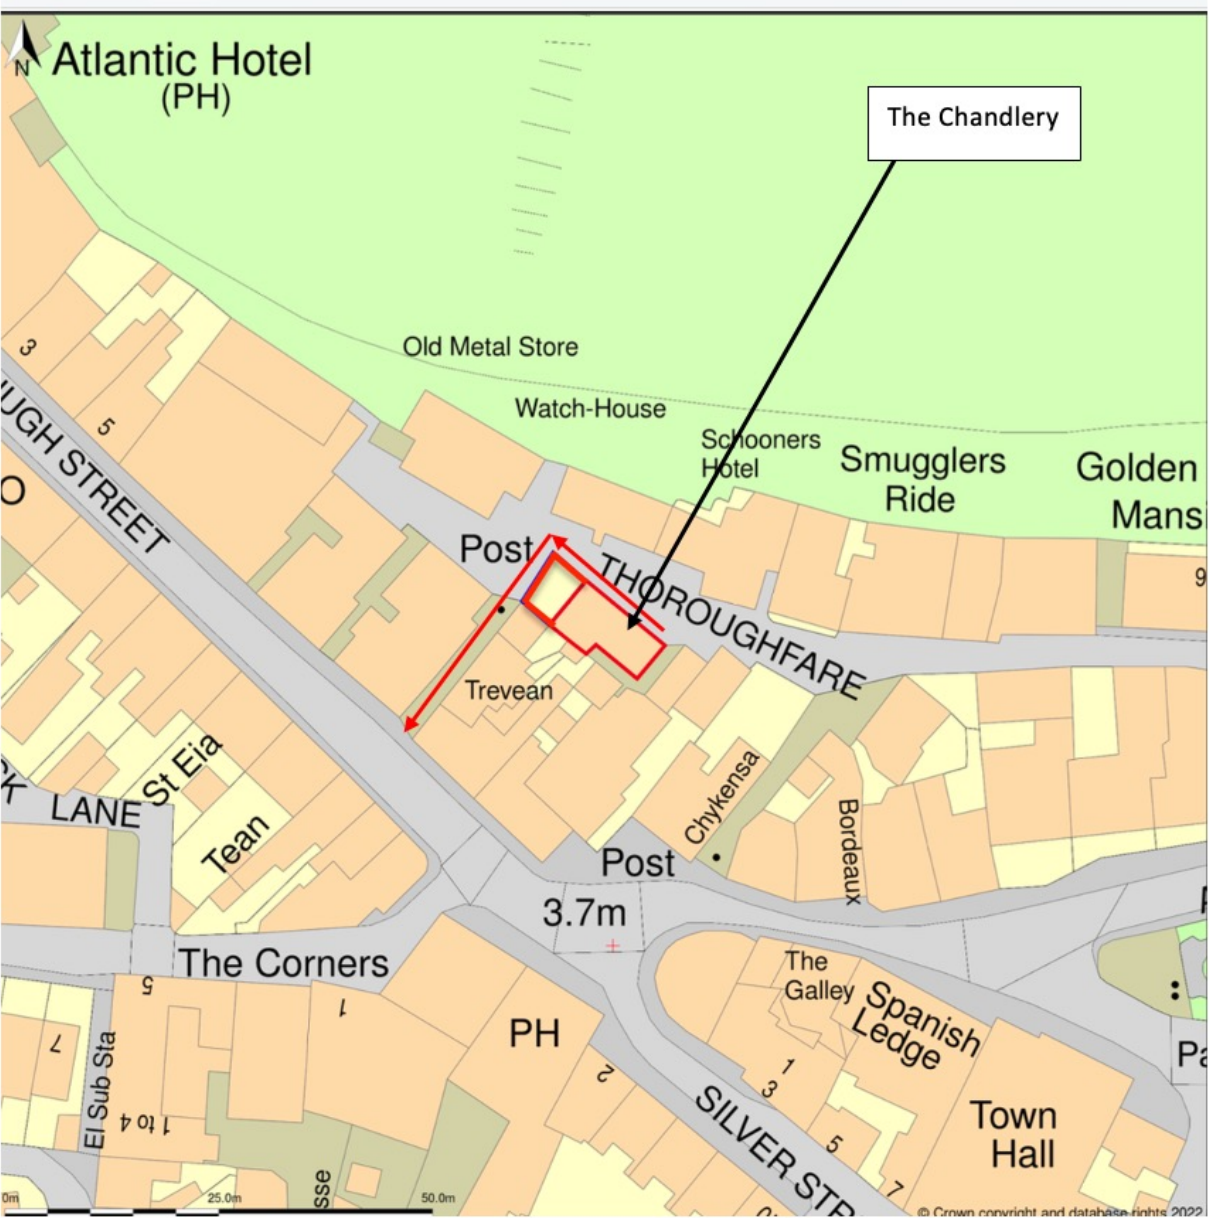 N
Atlantic Hotel
(PH)
The Chandlery
Old Metal Store
Watch-House
Schooners
Hotel
Smugglers
Ride
Golden
Mansi
3
5
UGH STREET
O
Post
THOROUGHFARE
9
Trevean
St Eia
K LANE
Tean
Chykensa
Bordeaux
Post
3.7m
The Corners
5
1
The
Galley
Spanish
Ledge
PH
7
El Sub Sta
2
1
3
1 to 4
SILVER STR
5
7
Town
Hall
Pa
sse
0m
25.0m
50.0m
© Crown copyright and database rights 2022